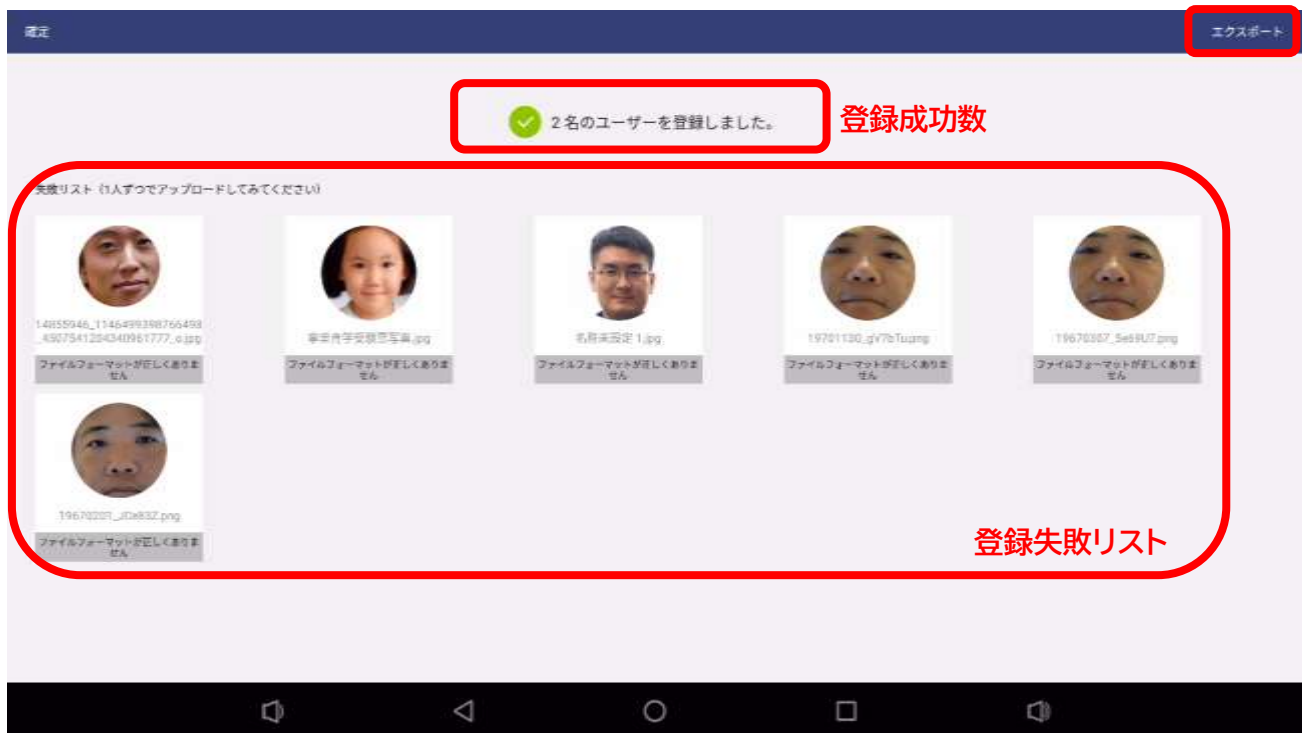 確定
エクスポート
2名のユーザーを登録しました。
登録成功数
失敗リスト（1人ずつでアップロードしてみてください）
ファイルフォーマットが正しくありま
せん
名称未設定 1.jpg
ファイルフォーマットが正しくありま
せん
ファイルフォーマットが正しくありま
せん
19701130_gV7bTu.png
ファイルフォーマットが正しくありま
せん
19670307_5e69U7.png
ファイルフォーマットが正しくありま
せん
ファイルフォーマットが正しくありま
せん
登録失敗リスト